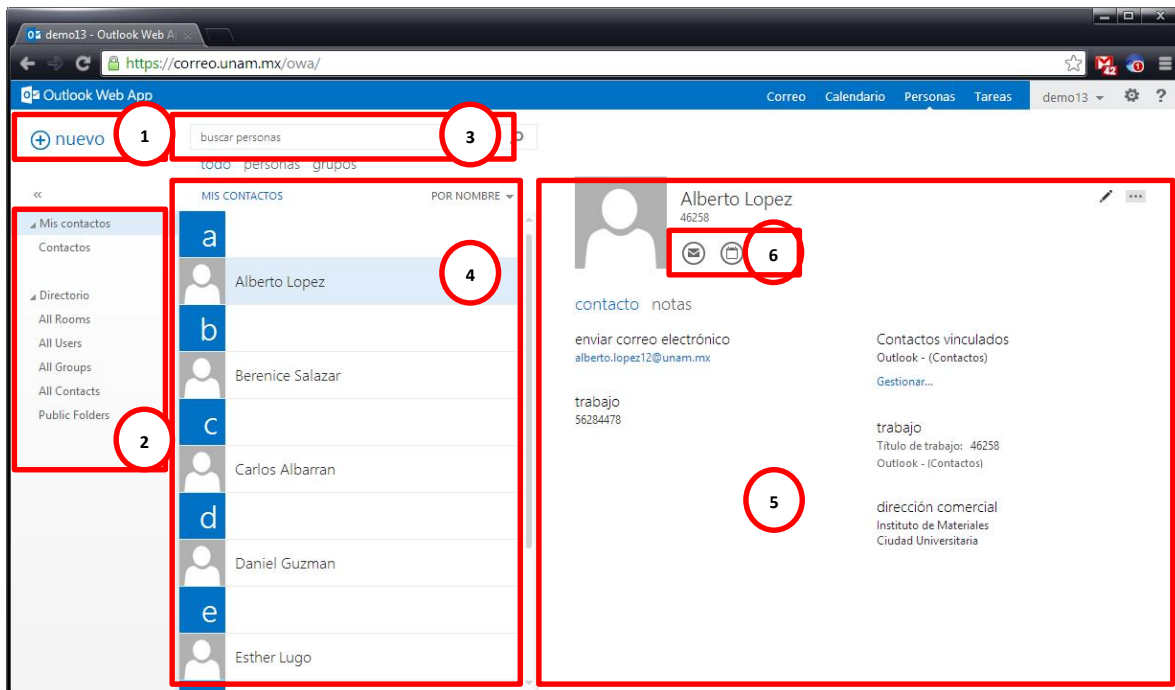 demo13 - Outlook Web A
https://correo.unam.mx/owa/
42
Outlook Web App
Correo Calendario Personas Tareas demo13 ?
nuevo 1
buscar personas 3
todo personas grupos
«
Mis contactos
Contactos
Directorio
All Rooms
All Users
All Groups
All Contacts
Public Folders
2
MIS CONTACTOS POR NOMBRE
a
4
Alberto Lopez
b
Berenice Salazar
c
Carlos Albarran
d
Daniel Guzman
e
Esther Lugo
Alberto Lopez
46258
6
contacto notas
enviar correo electrónico
alberto.lopez12@unam.mx
trabajo
56284478
Contactos vinculados
Outlook - (Contactos)
Gestionar...
trabajo
Título de trabajo: 46258
Outlook - (Contactos)
5
dirección comercial
Instituto de Materiales
Ciudad Universitaria